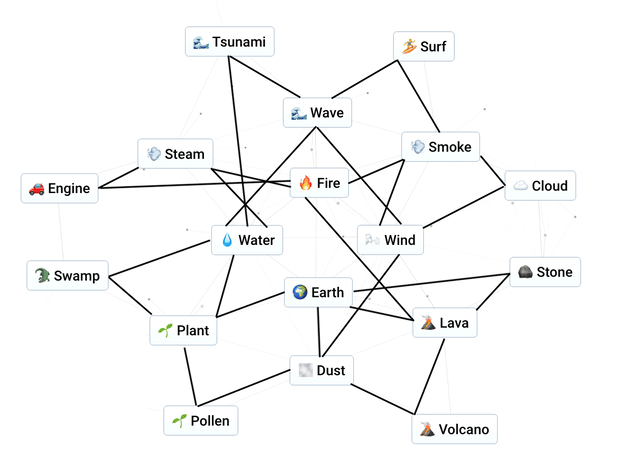 Tsunami
Surf
Wave
Smoke
Steam
Fire
Engine
Cloud
Water
Wind
Swamp
Stone
Earth
Plant
Lava
Dust
Pollen
Volcano